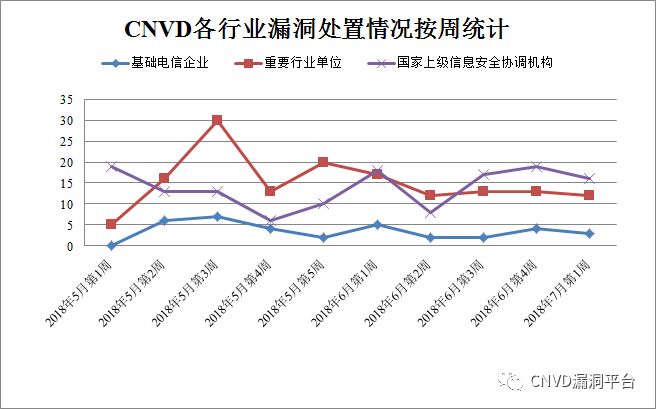 CNVD各行业漏洞处置情况按周统计
基础电信企业 重要行业单位 国家上级信息安全协调机构
35
30
25
20
15
10
5
0
2018年5月第1周
2018年5月第2周
2018年5月第3周
2018年5月第4周
2018年5月第5周
2018年6月第1周
2018年6月第2周
2018年6月第3周
2018年6月第4周
2018年7月第1周
CNVD漏洞平台